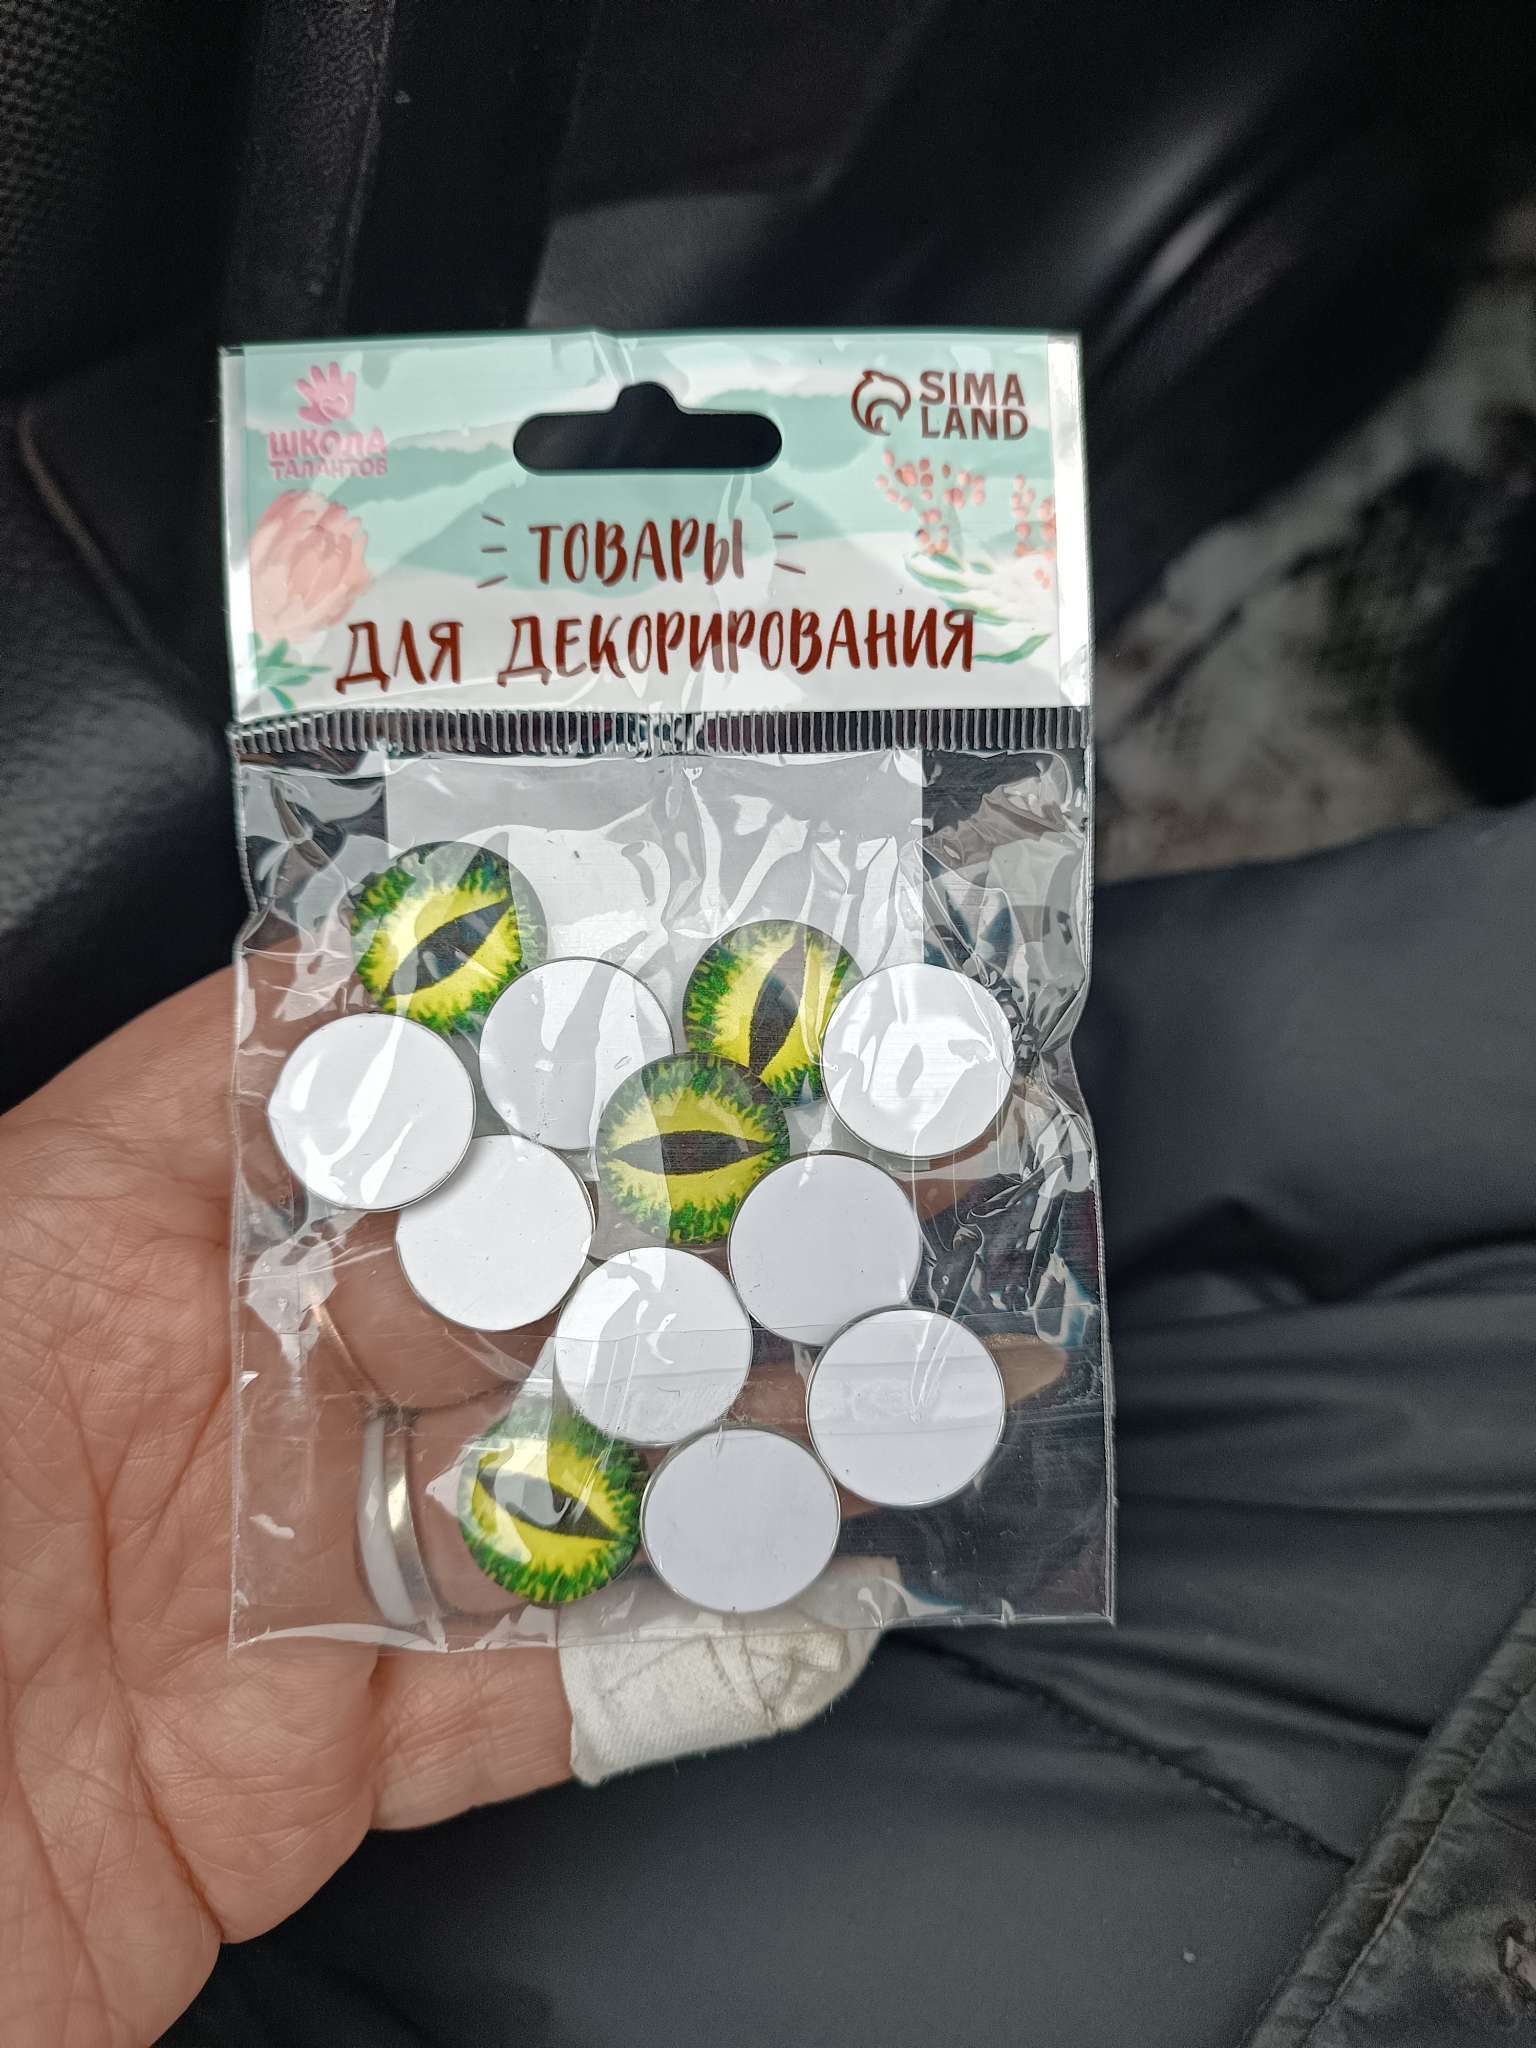 ШКОЛА
ТАЛАНТОВ
SIMA
LAND
ТОВАРЫ
ДЛЯ ДЕКОРИРОВАНИЯ